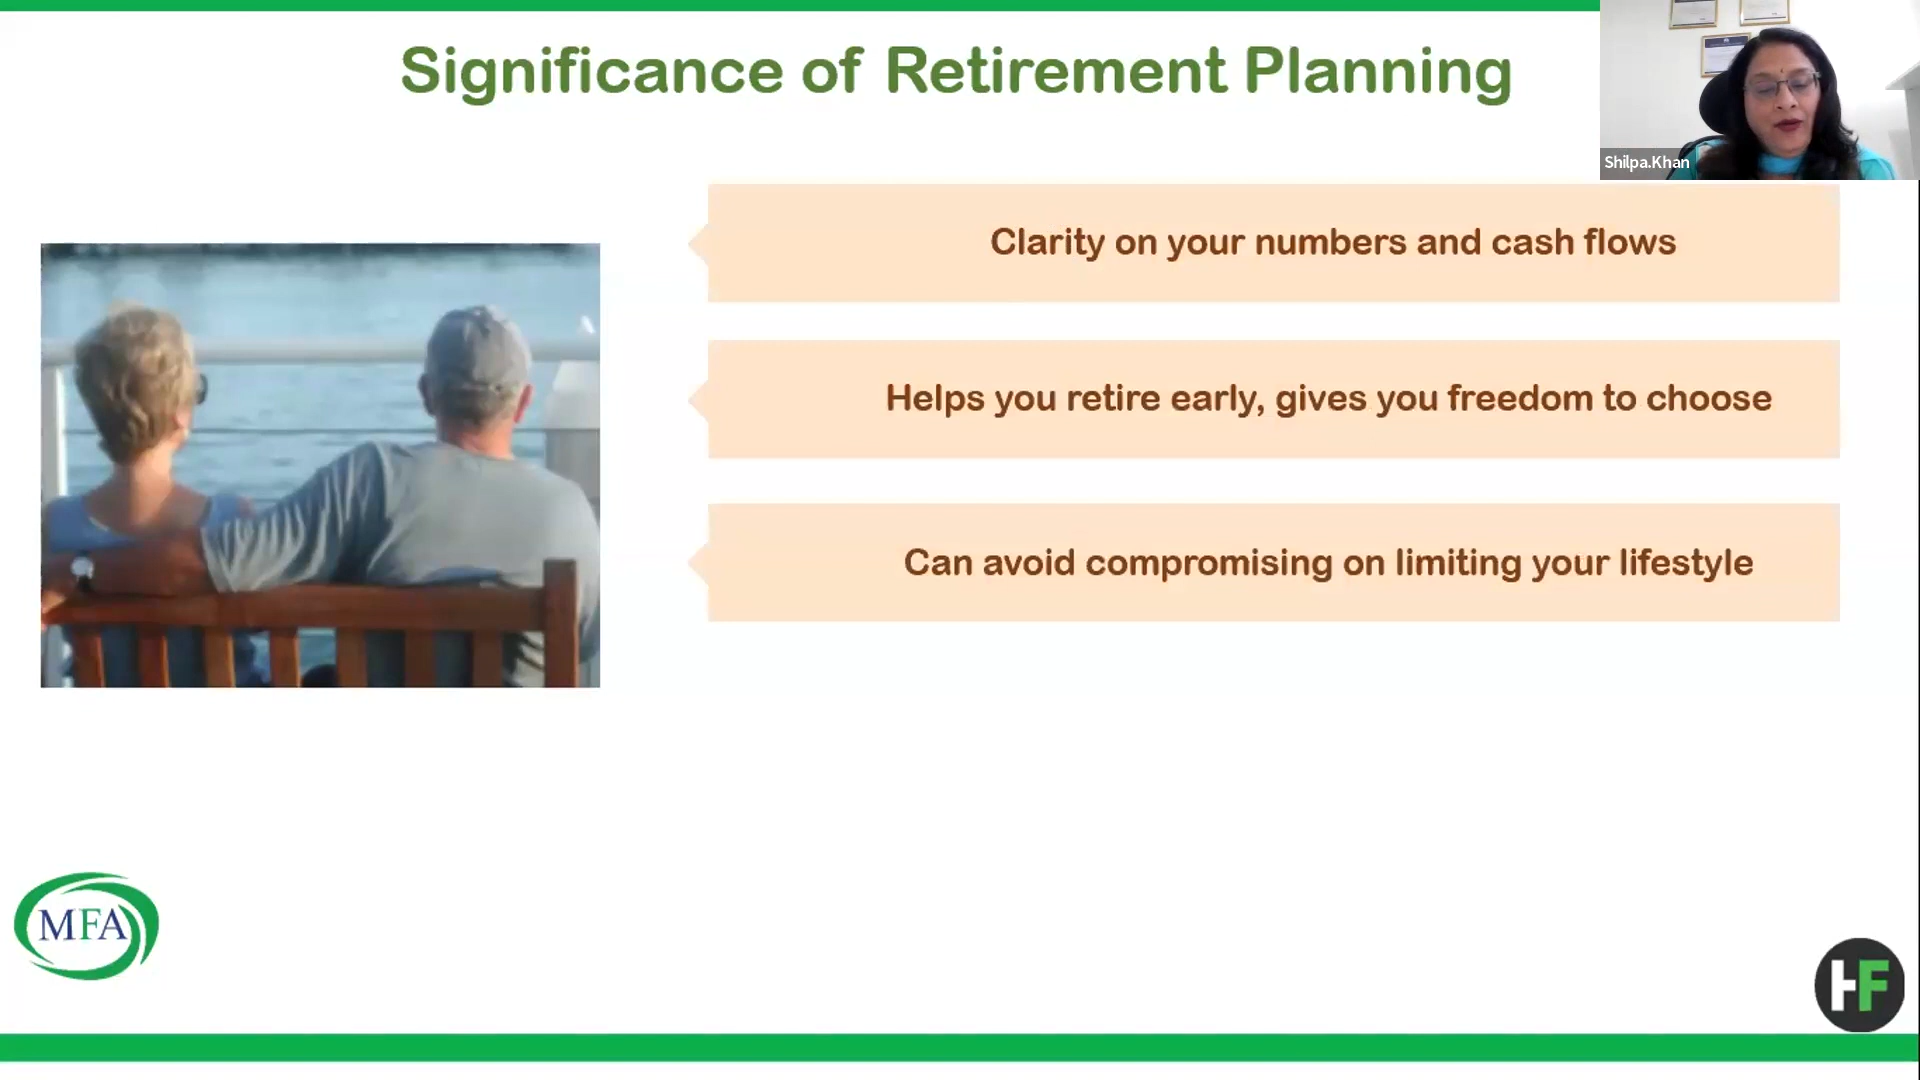 Significance of Retirement Planning
Shilpa.Khan
Clarity on your numbers and cash flows
Helps you retire early, gives you freedom to choose
Can avoid compromising on limiting your lifestyle
MFA
HF